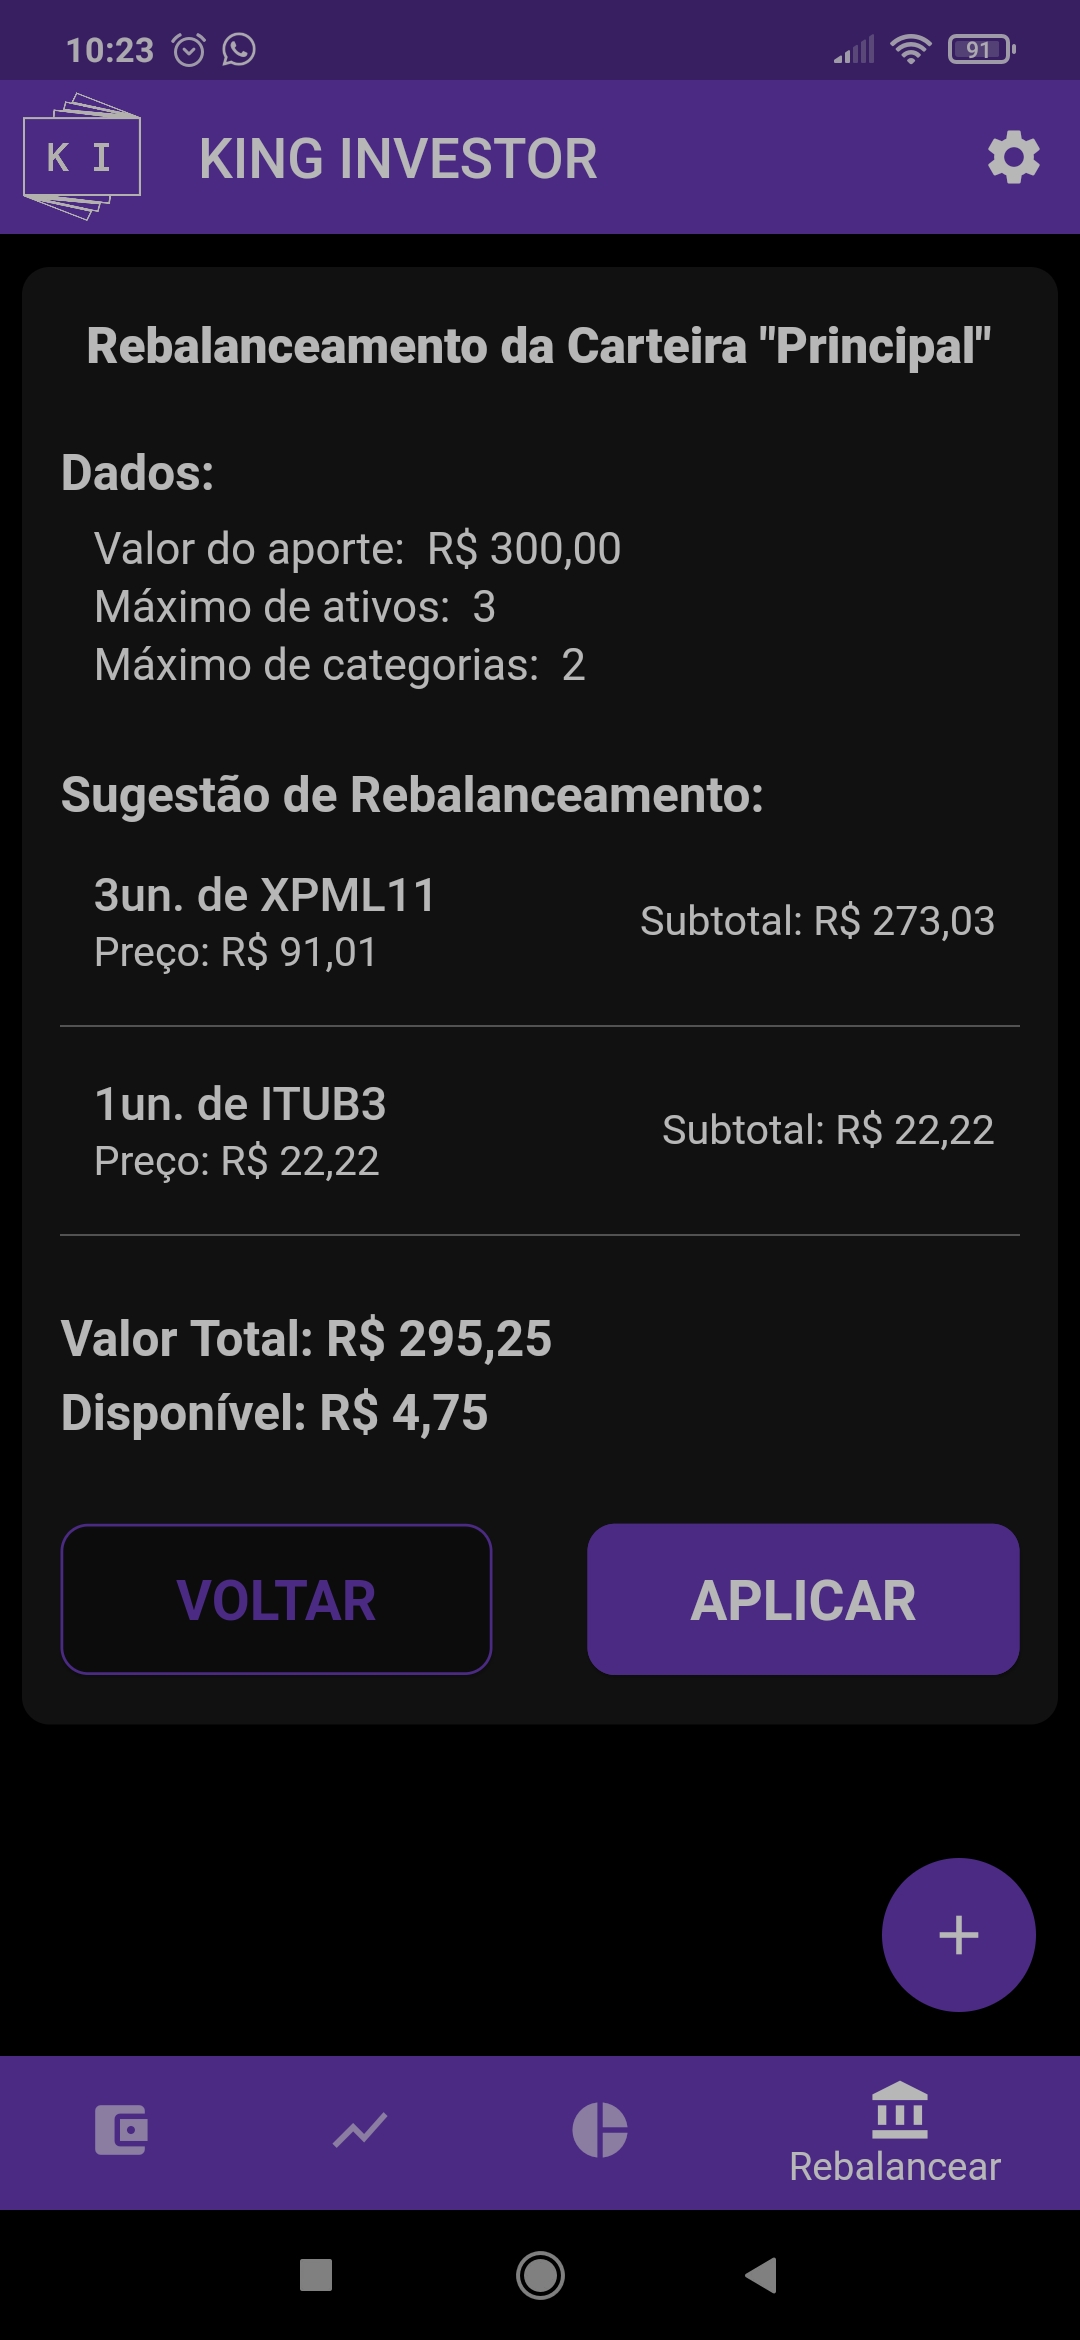 10:23
91
K I
KING INVESTOR
Rebalanceamento da Carteira "Principal"
Dados:
Valor do aporte: R$ 300,00
Máximo de ativos: 3
Máximo de categorias: 2
Sugestão de Rebalanceamento:
3un. de XPML11
Preço: R$ 91,01
Subtotal: R$ 273,03
1un. de ITUB3
Preço: R$ 22,22
Subtotal: R$ 22,22
Valor Total: R$ 295,25
Disponível: R$ 4,75
VOLTAR
APLICAR
Rebalancear